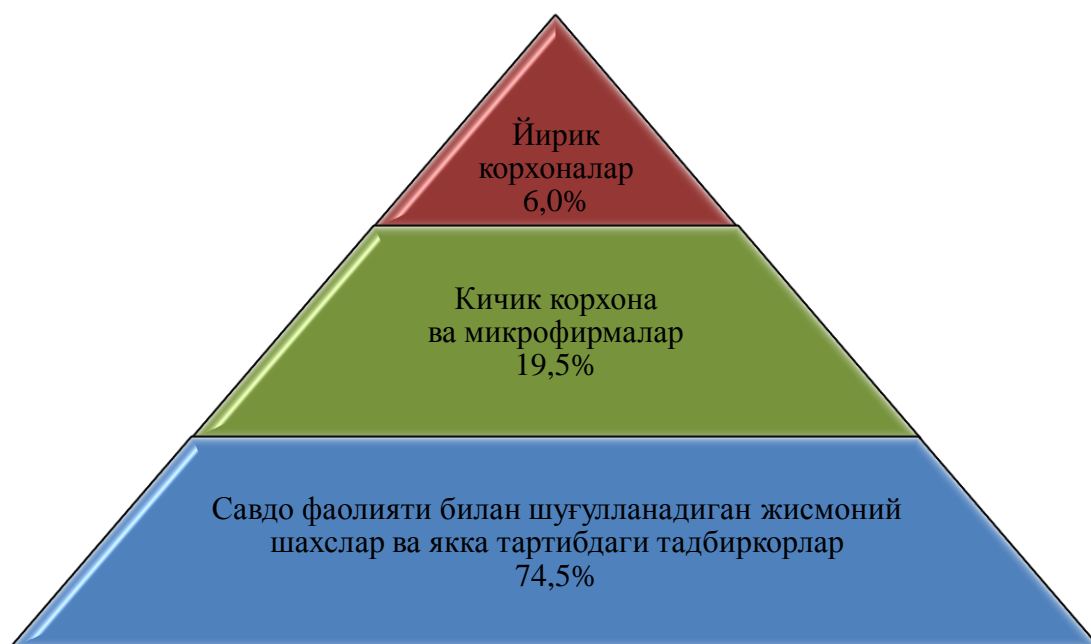 Йирик
корхоналар
6,0%
Кичик корхона
ва микрофирмалар
19,5%
Савдо фаолияти билан шуғулланадиган жисмоний
шахслар ва якка тартибдаги тадбиркорлар
74,5%